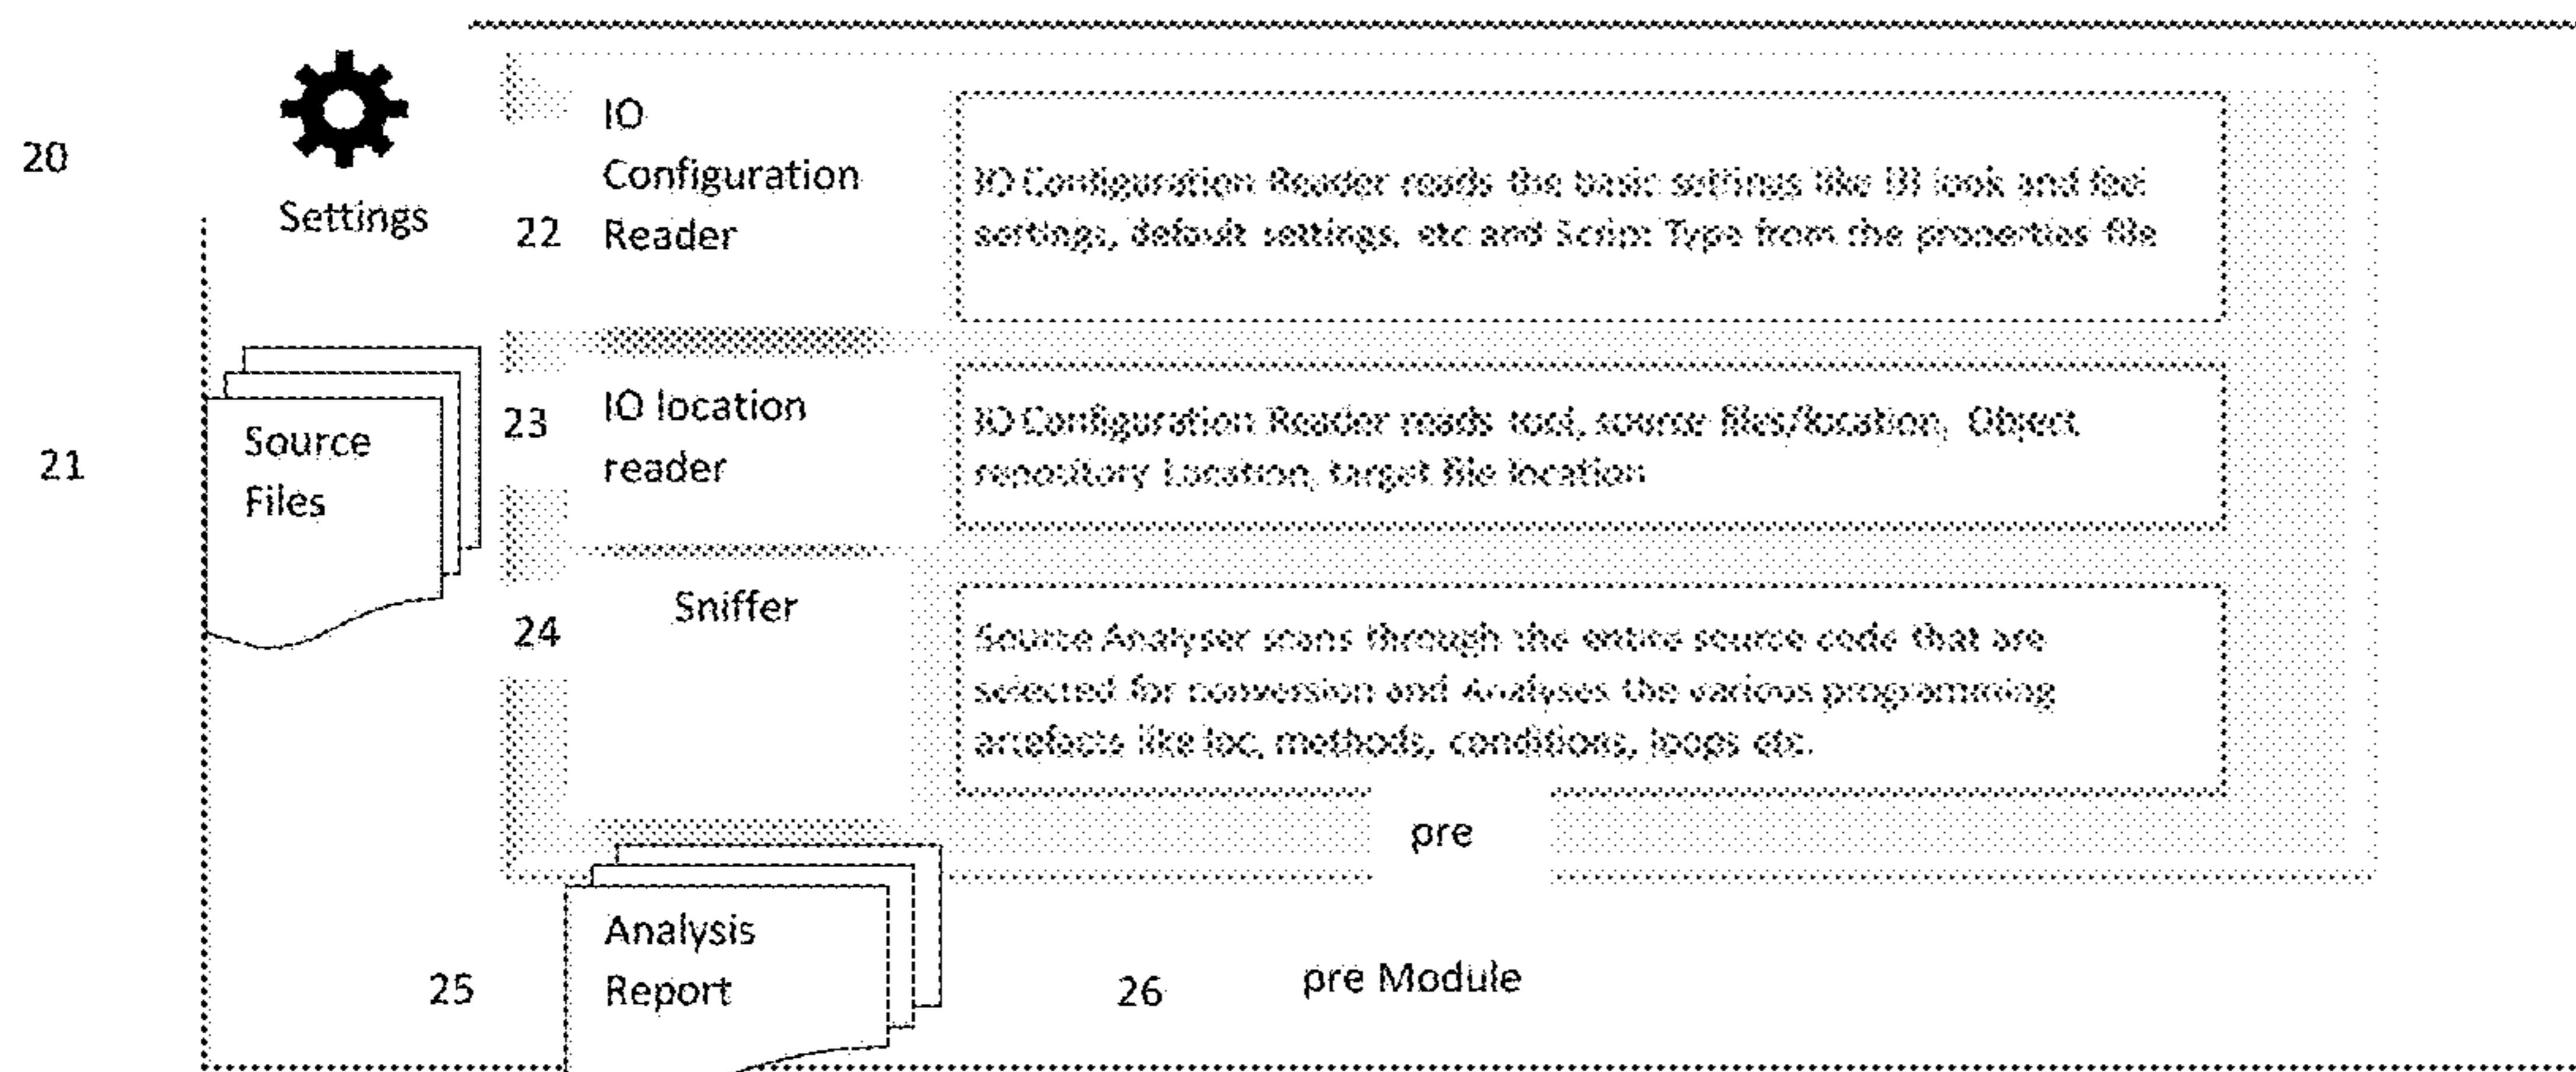 20
Settings
22
IO
Configuration
Reader
IO Configuration Reader reads the basic settings like UI look and feel
settings, default settings, etc and Script Type from the properties file
21
Source
Files
23
IO location
reader
IO Configuration Reader reads tool, source files/location, Object
repository Location, target file location
24
Sniffer
Source Analyser scans through the entire source code that are
selected for conversion and Analyses the various programming
artefacts like loc, methods, conditions, loops etc.
pre
25
Analysis
Report
26
pre Module